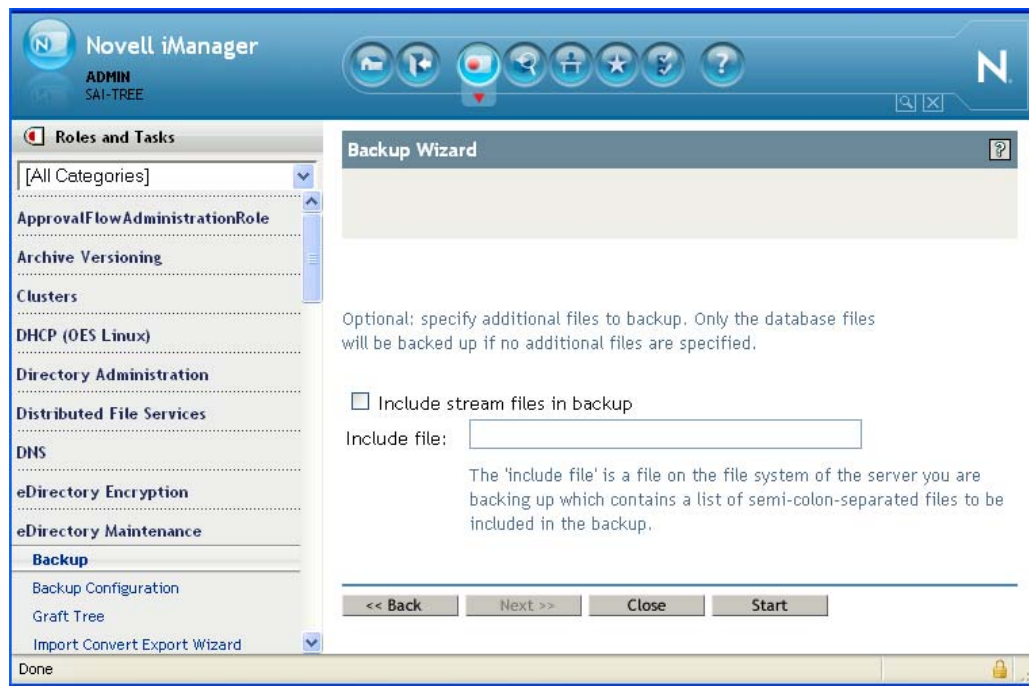 Novell iManager
ADMIN
SAI-TREE
N
?
N
Roles and Tasks
[All Categories]
ApprovalFlowAdministrationRole
Archive Versioning
Clusters
DHCP (OES Linux)
Directory Administration
Distributed File Services
DNS
eDirectory Encryption
eDirectory Maintenance
Backup
Backup Configuration
Graft Tree
Import Convert Export Wizard
Backup Wizard
?
Optional: specify additional files to backup. Only the database files
will be backed up if no additional files are specified.
Include stream files in backup
Include file:
The 'include file' is a file on the file system of the server you are
backing up which contains a list of semi-colon-separated files to be
included in the backup.
<< Back
Next >>
Close
Start
Done